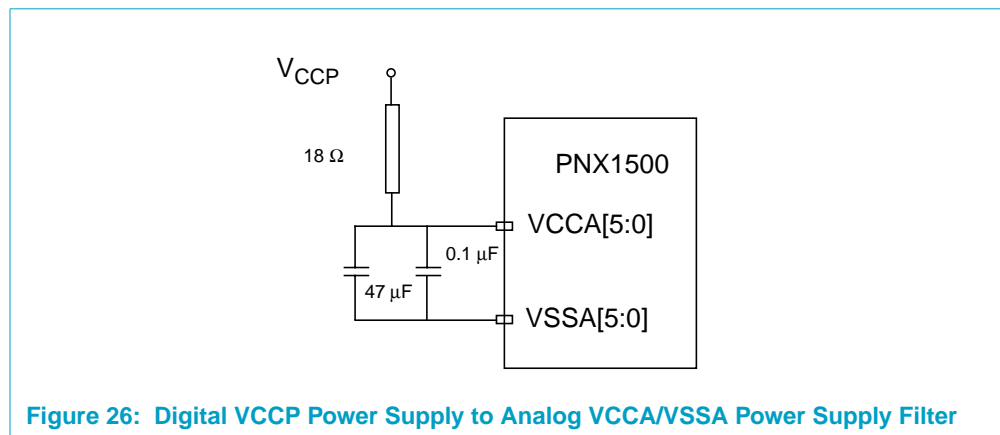 VCCP
18 Ω
PNX1500
VCCA[5:0]
0.1 μF
47 μF
VSSA[5:0]
Figure 26: Digital VCCP Power Supply to Analog VCCA/VSSA Power Supply Filter